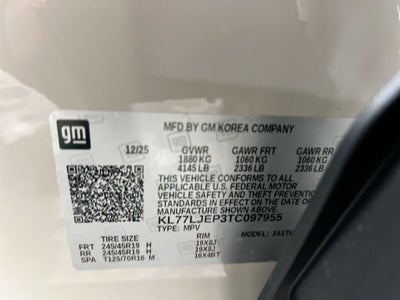 gm
MFD BY GM KOREA COMPANY
12/25 GVWR GAWR FRT GAWR RR
1880 KG 1060 KG 1060 KG
4145 LB 2336 LB 2336 LB
THIS VEHICLE CONFORMS TO ALL APPLICABLE
U.S. FEDERAL MOTOR
VEHICLE SAFETY AND THEFT PREVENTION
STANDARDS IN EFFECT ON THE DATE OF
MANUFACTURE SHOWN ABOVE.
KL77LJEP3TC097955
TYPE: MPV MODEL:
TIRE SIZE RIM
FRT 245/45R19 H 19X8J
RR 245/45R19 H 19X8J
SPA T125/70R16 M 16X4BT